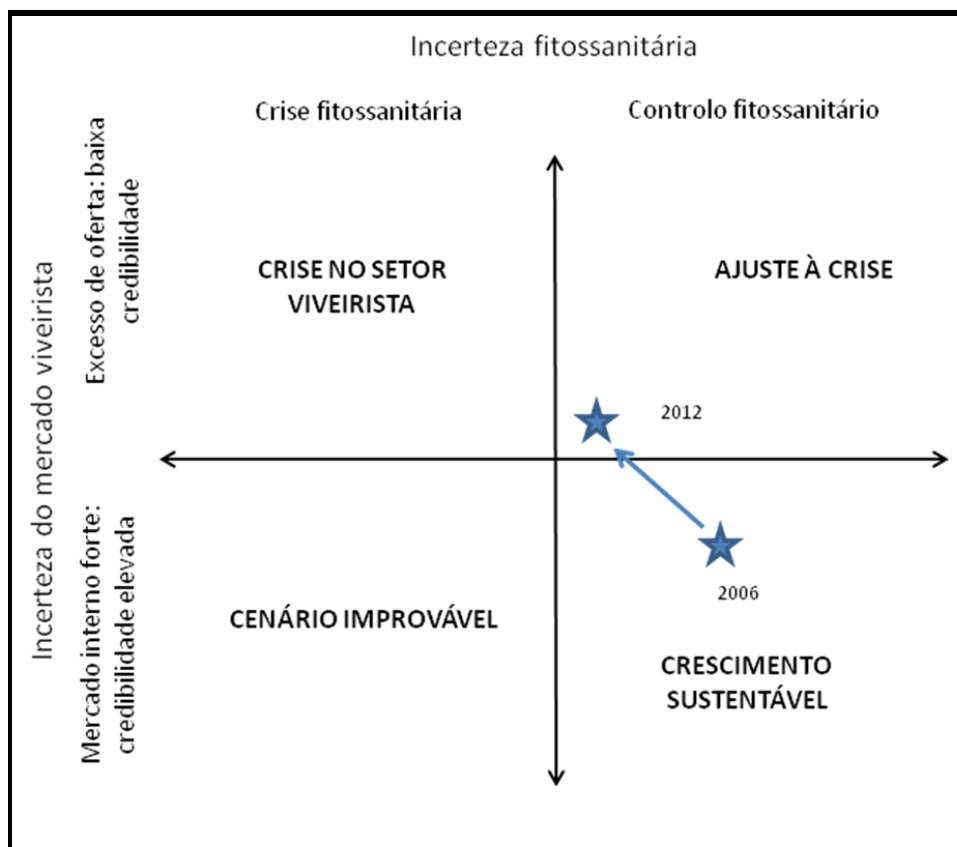 Incerteza fitossanitária
Crise fitossanitária
Controlo fitossanitário
Incerteza do mercado viveirista
Excesso de oferta: baixa
credibilidade
CRISE NO SETOR
VIVEIRISTA
AJUSTE À CRISE
2012
Mercado interno forte:
credibilidade elevada
2006
CENÁRIO IMPROVÁVEL
CRESCIMENTO
SUSTENTÁVEL